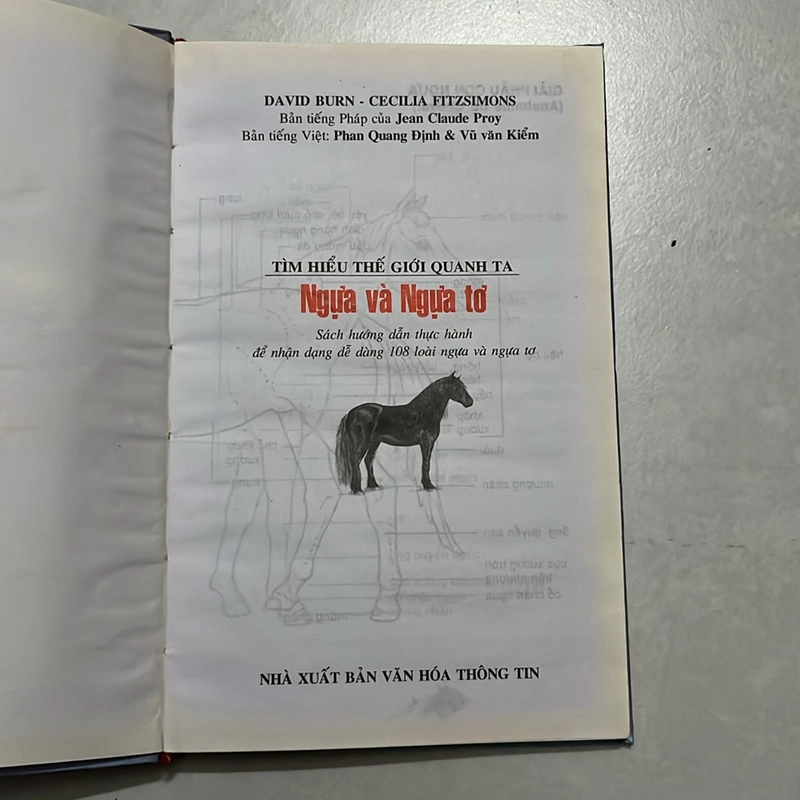 DAVID BURN - CECILIA FITZSIMONS
Bản tiếng Pháp của Jean Claude Proy
Bản tiếng Việt: Phan Quang Định & Vũ văn Kiểm
TÌM HIỂU THẾ GIỚI QUANH TA
Ngựa và Ngựa tơ
Sách hướng dẫn thực hành
để nhận dạng dễ dàng 108 loài ngựa và ngựa tơ
NHÀ XUẤT BẢN VĂN HÓA THÔNG TIN